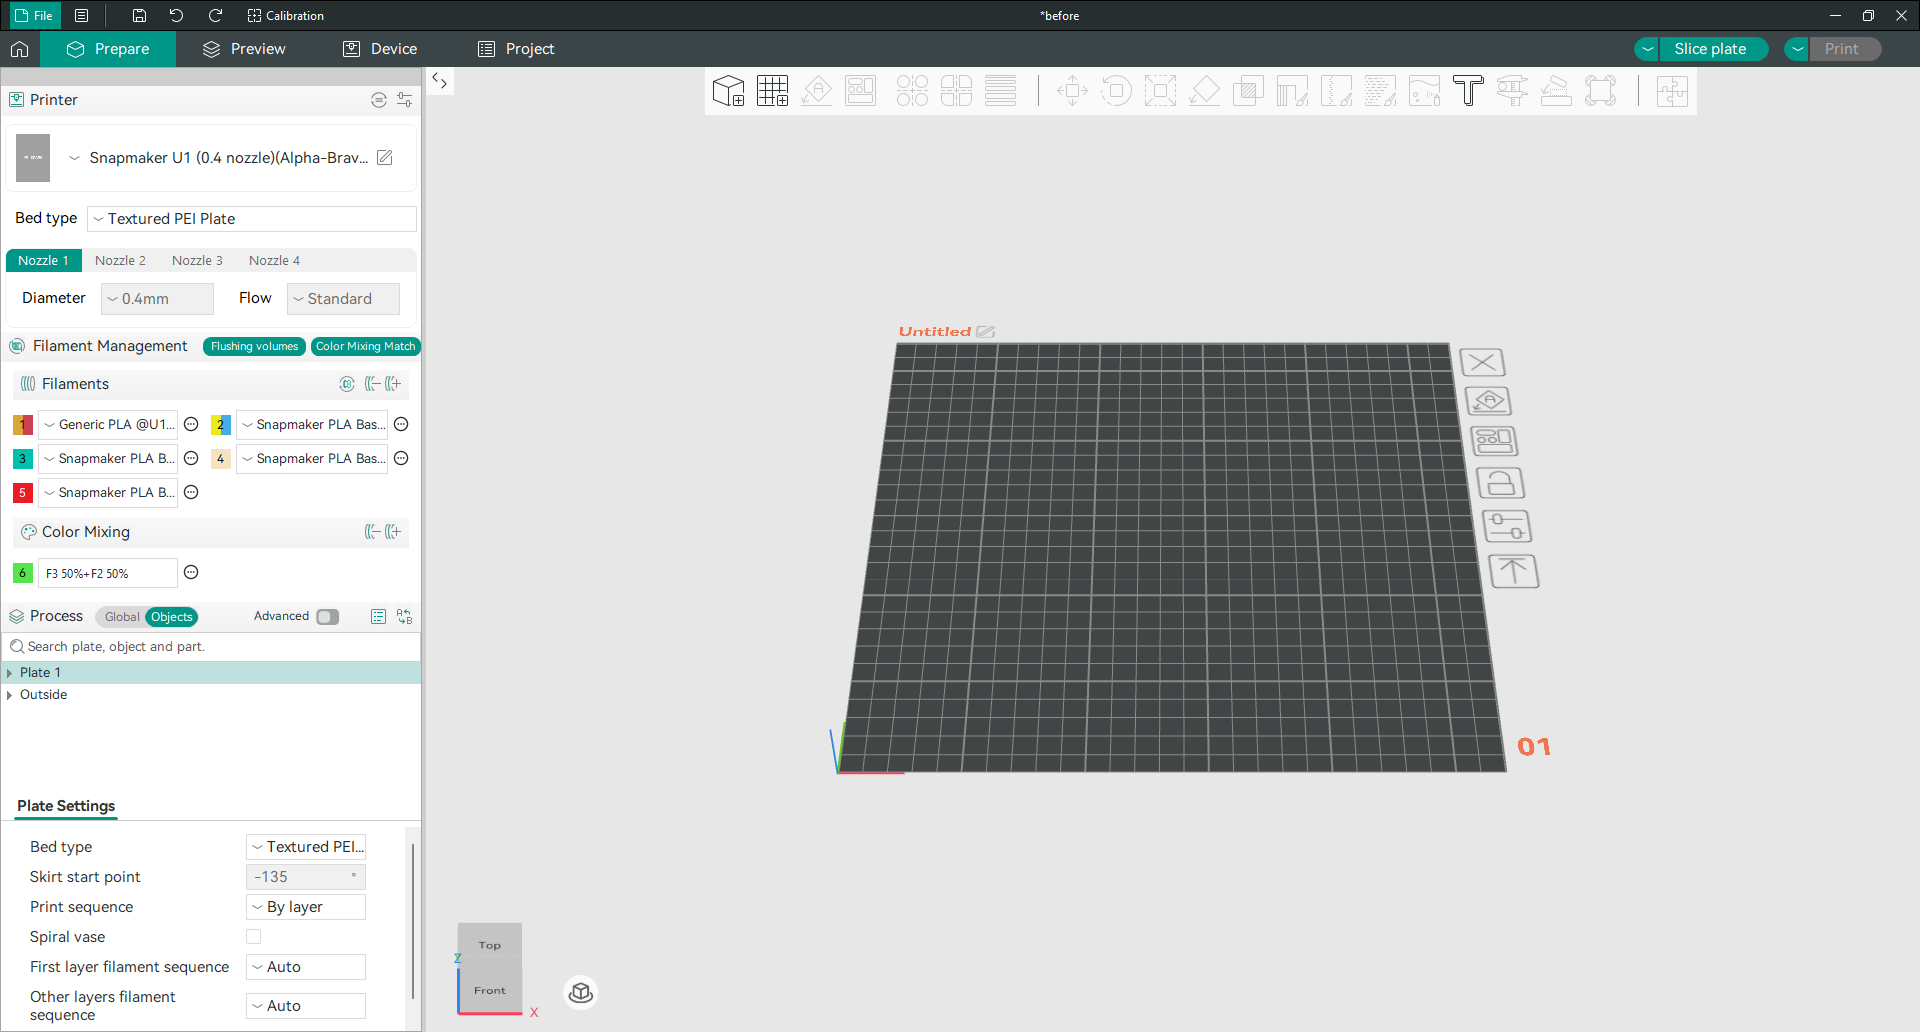 File
Calibration
*before
Prepare
Preview
Device
Project
Slice plate
Print
Printer
Snapmaker U1 (0.4 nozzle)(Alpha-Brav...
Bed type
Textured PEI Plate
Nozzle 1
Nozzle 2
Nozzle 3
Nozzle 4
Diameter
0.4mm
Flow
Standard
Filament Management
Flushing volumes
Color Mixing Match
Filaments
1
Generic PLA @U1...
2
Snapmaker PLA Bas...
3
Snapmaker PLA B...
4
Snapmaker PLA Bas...
5
Snapmaker PLA B...
Color Mixing
6
F3 50%+F2 50%
Process
Global
Objects
Advanced
Search plate, object and part.
Plate 1
Outside
Plate Settings
Bed type
Textured PEI...
Skirt start point
-135
°
Print sequence
By layer
Spiral vase
First layer filament sequence
Auto
Other layers filament
sequence
Auto
Untitled
01
Top
Front
Z
X